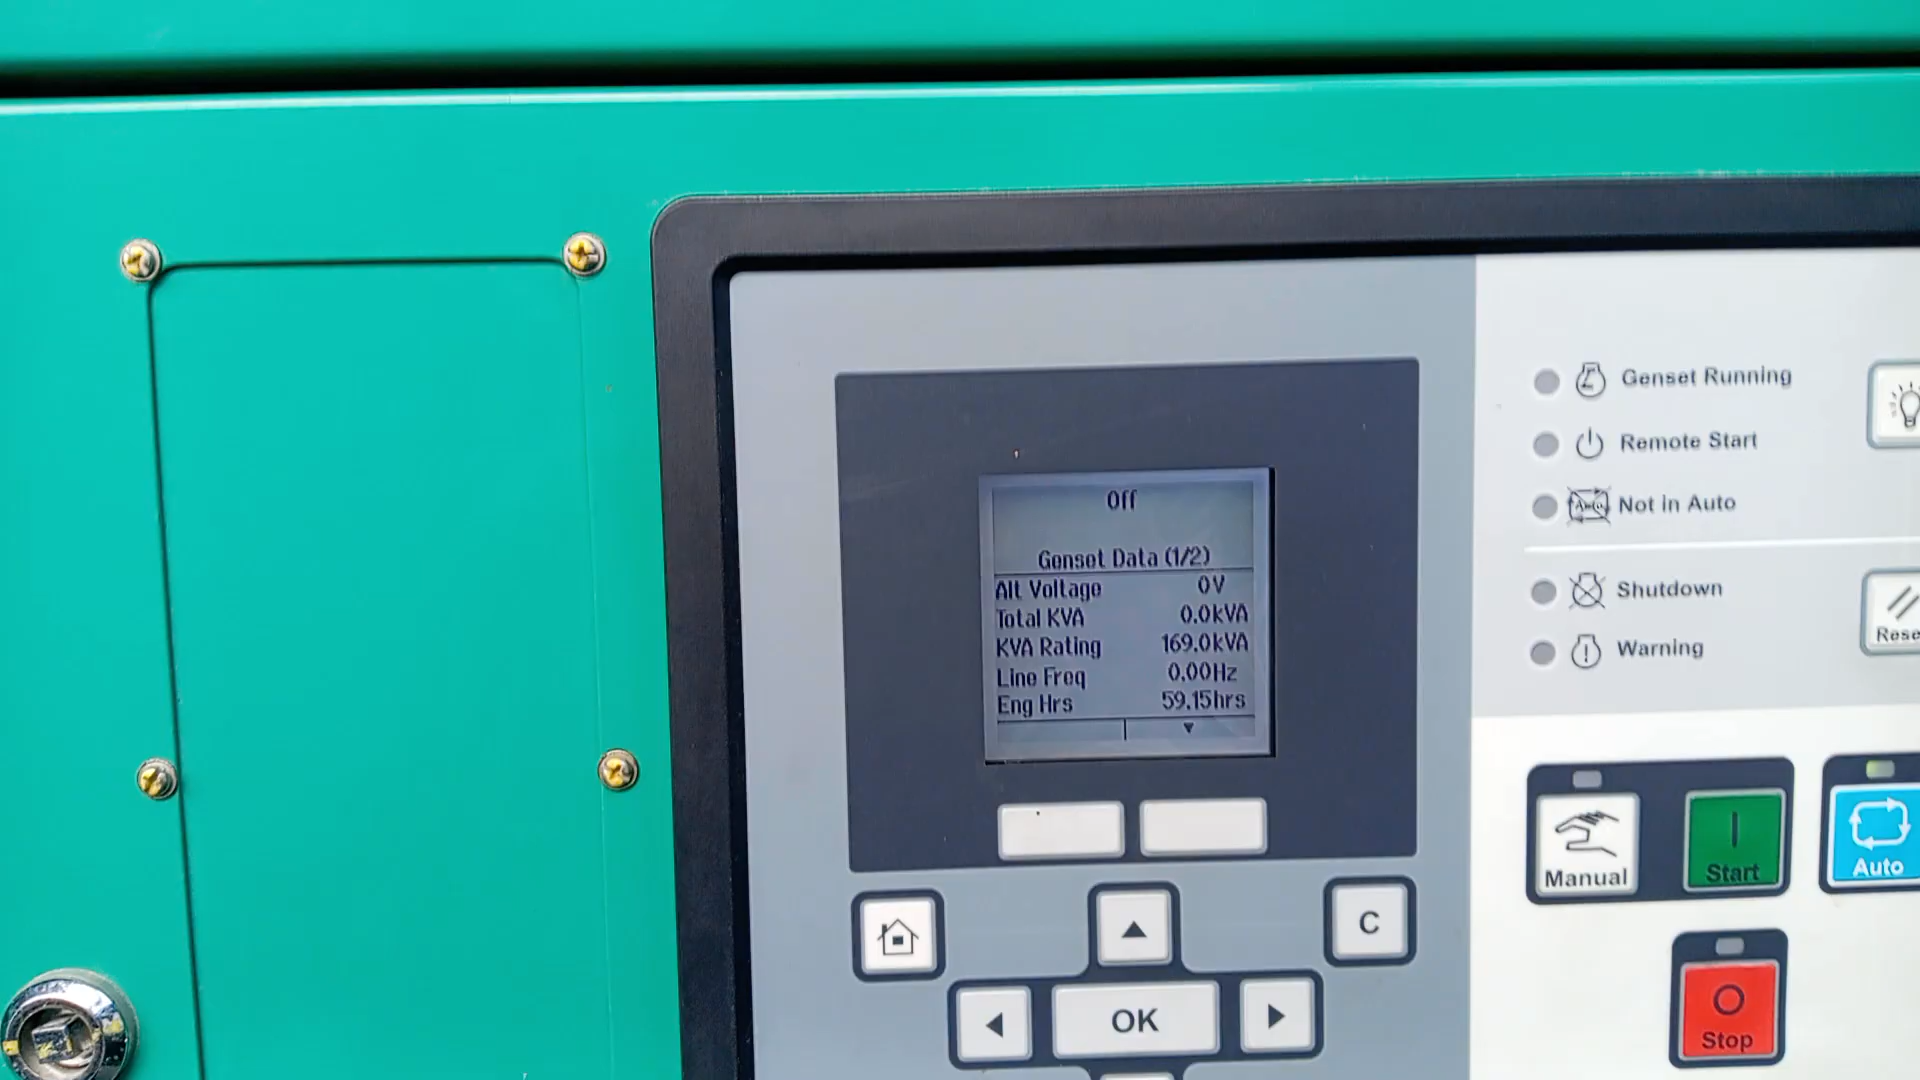 Off
Genset Data (1/2)
Alt Voltage 0V
Total KVA 0.0kVA
KVA Rating 169.0kVA
Line Freq 0.00Hz
Eng Hrs 59.15hrs
Genset Running
Remote Start
Not in Auto
Shutdown
Warning
Rese
Manual
Start
Auto
C
OK
Stop